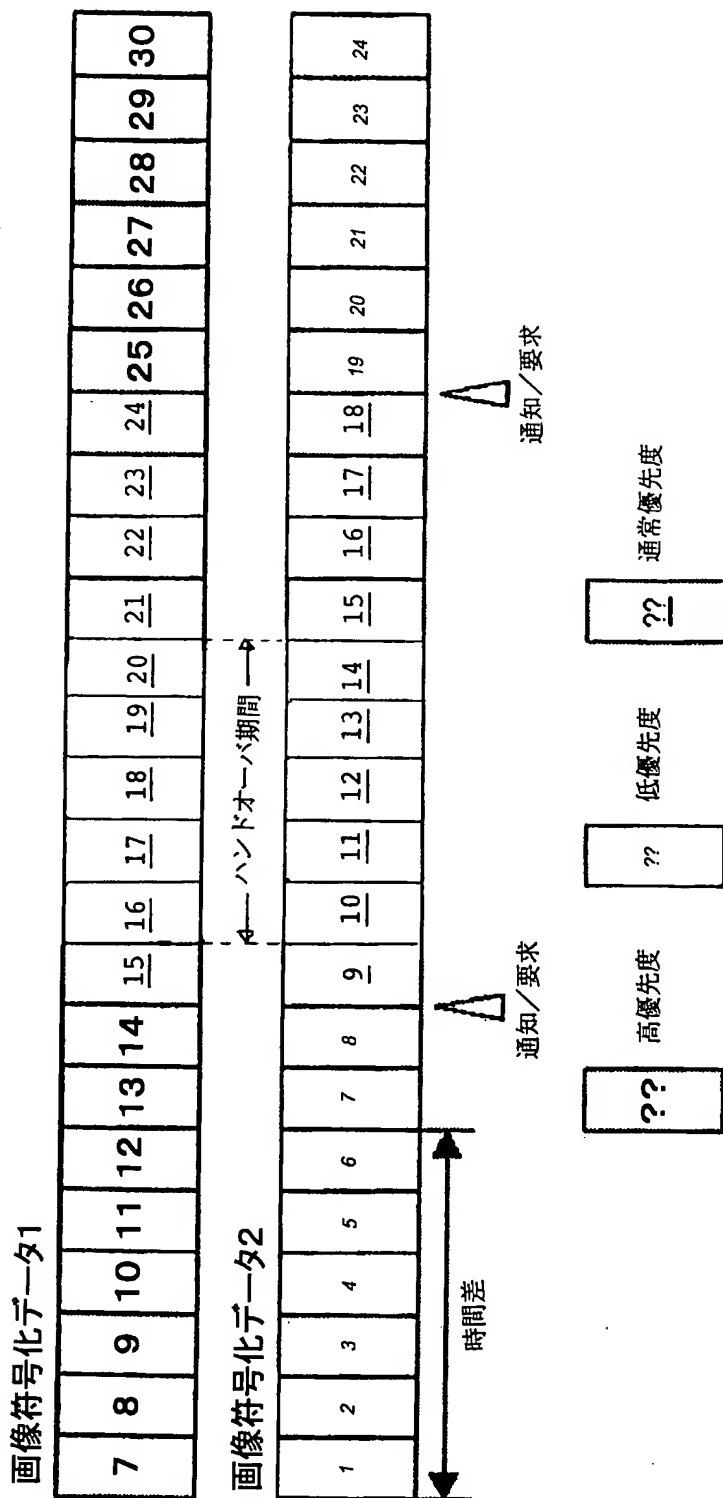 画像符号化データ1
7 8 9 10 11 12 13 14 15 16 17 18 19 20 21 22 23 24 25 26 27 28 29 30
←ハンドオーバ期間→
画像符号化データ2
1 2 3 4 5 6 7 8 9 10 11 12 13 14 15 16 17 18 19 20 21 22 23 24
時間差
通知/要求
通知/要求
?? 高優先度
?? 低優先度
?? 通常優先度